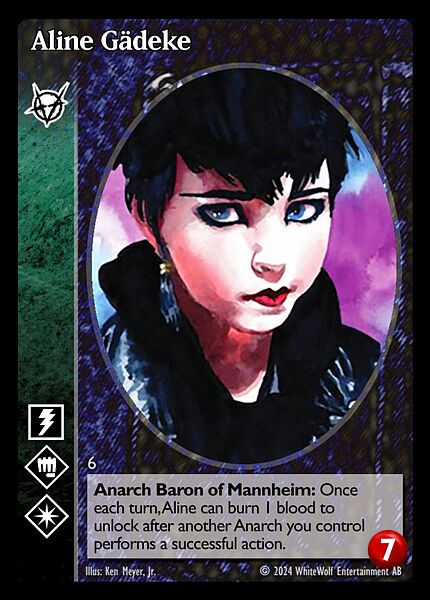 Aline Gädeke
6
Anarch Baron of Mannheim: Once
each turn, Aline can burn 1 blood to
unlock after another Anarch you control
performs a successful action.
7
Illus: Ken Meyer, Jr.
© 2024 WhiteWolf Entertainment AB